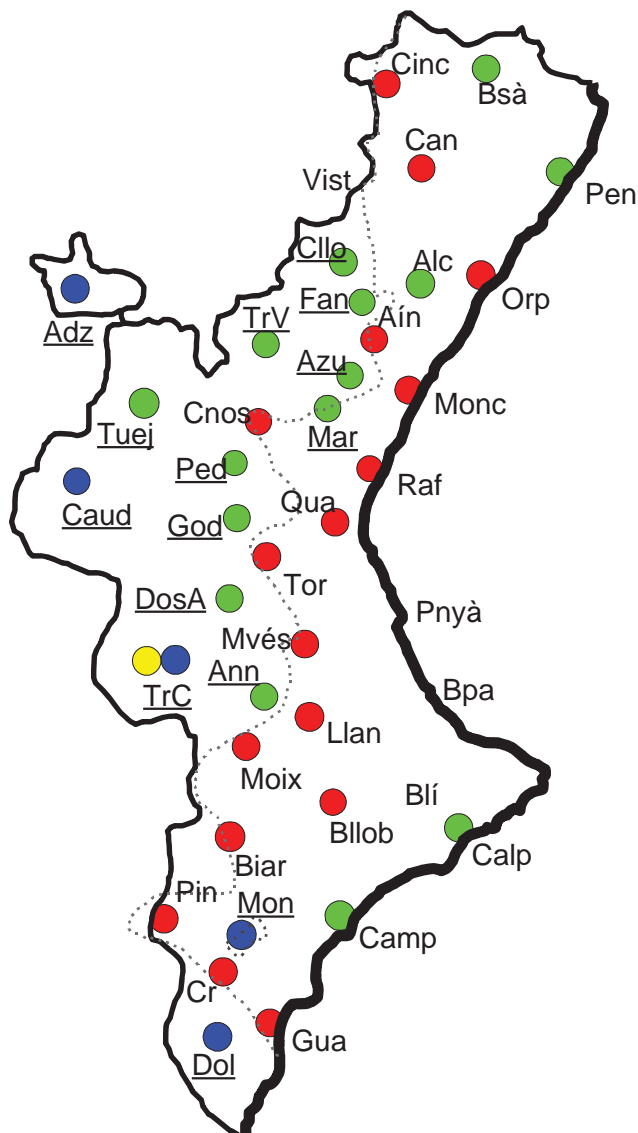 Cinc
Bsà
Can
Vist
Pen
Cllo
Alc
Fan
Orp
Adz
TrV
Aín
Azu
Tuej
Cnos
Mar
Monc
Ped
Raf
Caud
Qua
God
Tor
DosA
Pnyà
Mvés
Ann
TrC
Bpa
Llan
Moix
Blí
Bllob
Calp
Biar
Pin
Mon
Camp
Cr
Gua
Dol